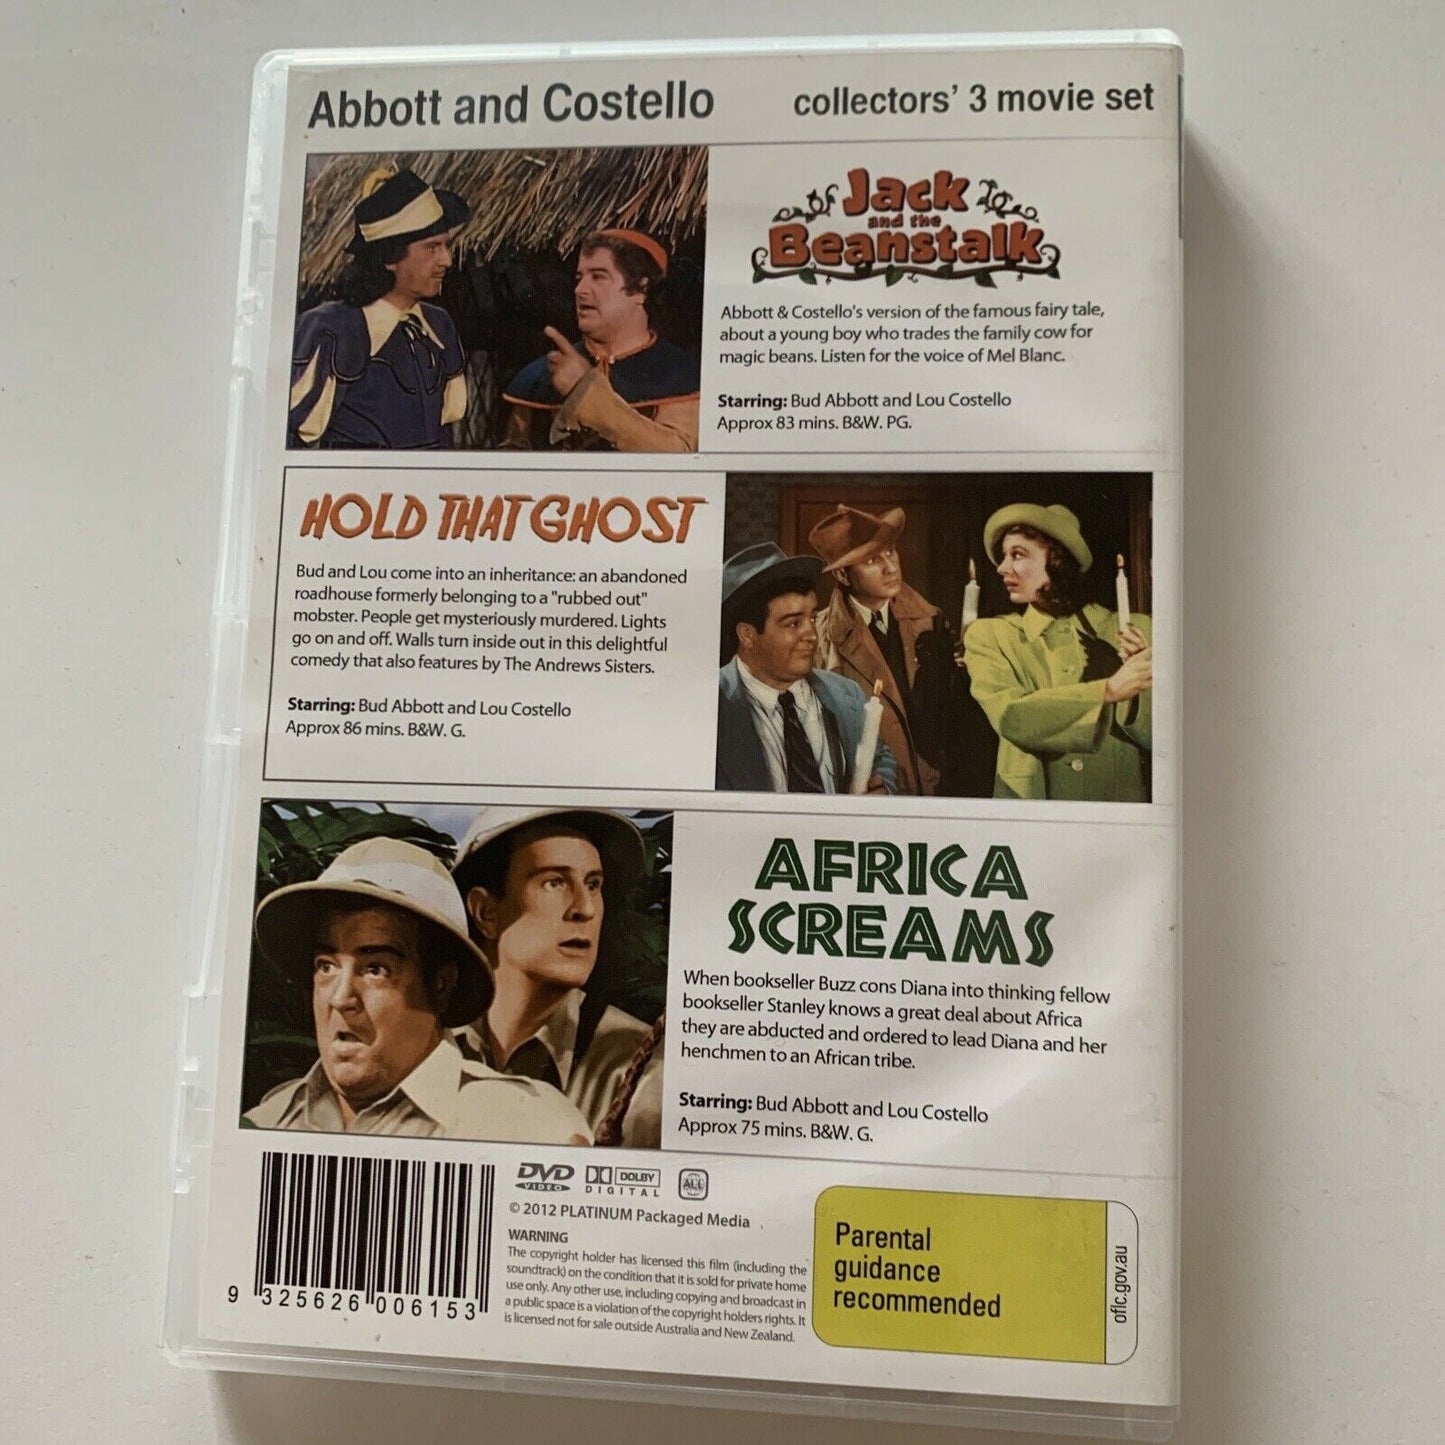 Abbott and Costello
collectors' 3 movie set
Jack
and the
Beanstalk
Abbott & Costello's version of the famous fairy tale,
about a young boy who trades the family cow for
magic beans. Listen for the voice of Mel Blanc.
Starring: Bud Abbott and Lou Costello
Approx 83 mins. B&W. PG.
HOLD THAT GHOST
Bud and Lou come into an inheritance: an abandoned
roadhouse formerly belonging to a "rubbed out"
mobster. People get mysteriously murdered. Lights
go on and off. Walls turn inside out in this delightful
comedy that also features by The Andrews Sisters.
Starring: Bud Abbott and Lou Costello
Approx 86 mins. B&W. G.
AFRICA
SCREAMS
When bookseller Buzz cons Diana into thinking fellow
bookseller Stanley knows a great deal about Africa
they are abducted and ordered to lead Diana and her
henchmen to an African tribe.
Starring: Bud Abbott and Lou Costello
Approx 75 mins. B&W. G.
9 325626 006153
DVD
VIDEO
DOLBY
DIGITAL
ALL
© 2012 PLATINUM Packaged Media
WARNING
The copyright holder has licensed this film (including the
soundtrack) on the condition that it is sold for private home
use only. Any other use, including copying and broadcast in
a public space is a violation of the copyright holders rights. It
is licensed not for sale outside Australia and New Zealand.
Parental
guidance
recommended
oflc.gov.au